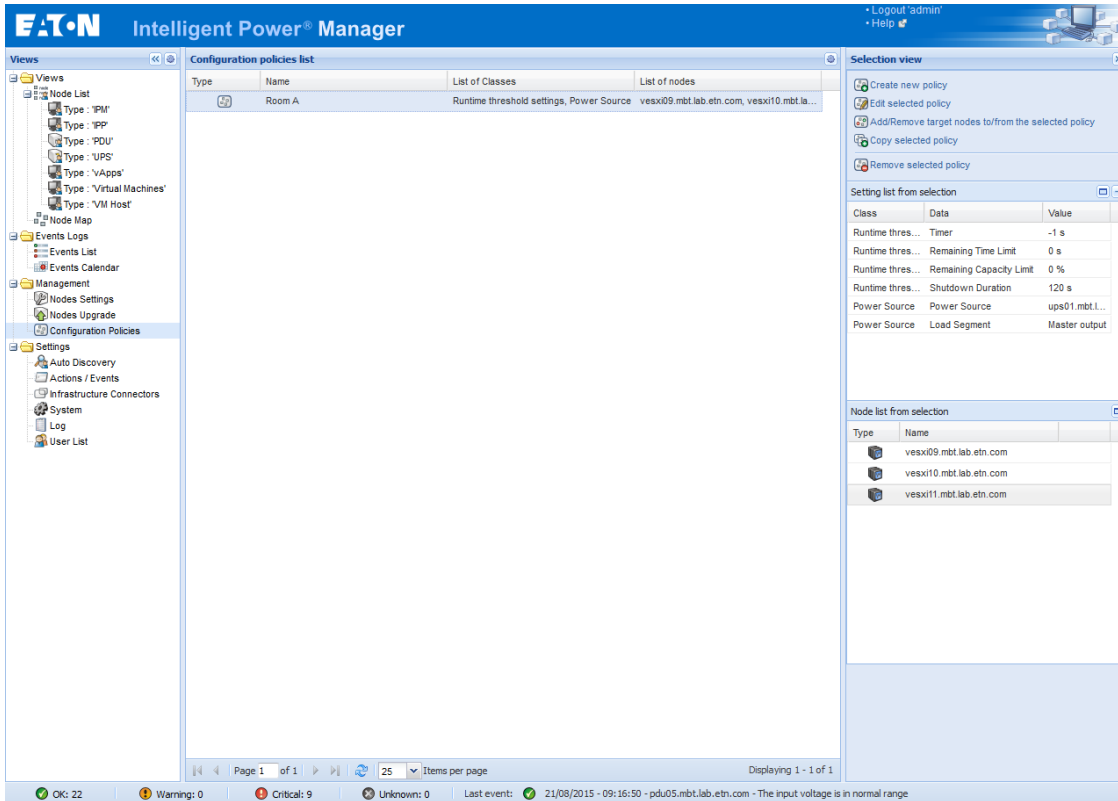 EATON Intelligent Power® Manager
• Logout 'admin'
• Help
Views
Configuration policies list
Selection view
Views
Node List
Type : 'IPM'
Type : 'IPP'
Type : 'PDU'
Type : 'UPS'
Type : 'vApps'
Type : 'Virtual Machines'
Type : 'VM Host'
Node Map
Events Logs
Events List
Events Calendar
Management
Nodes Settings
Nodes Upgrade
Configuration Policies
Settings
Auto Discovery
Actions / Events
Infrastructure Connectors
System
Log
User List
Type Name List of Classes List of nodes
Room A Runtime threshold settings, Power Source vesxi09.mbt.lab.etn.com, vesxi10.mbt.la...
Page 1 of 1 25 Items per page Displaying 1 - 1 of 1
Create new policy
Edit selected policy
Add/Remove target nodes to/from the selected policy
Copy selected policy
Remove selected policy
Setting list from selection
Class Data Value
Runtime thres... Timer -1 s
Runtime thres... Remaining Time Limit 0 s
Runtime thres... Remaining Capacity Limit 0 %
Runtime thres... Shutdown Duration 120 s
Power Source Power Source ups01.mbt.l...
Power Source Load Segment Master output
Node list from selection
Type Name
vesxi09.mbt.lab.etn.com
vesxi10.mbt.lab.etn.com
vesxi11.mbt.lab.etn.com
OK: 22 Warning: 0 Critical: 9 Unknown: 0 Last event: 21/08/2015 - 09:16:50 - pdu05.mbt.lab.etn.com - The input voltage is in normal range